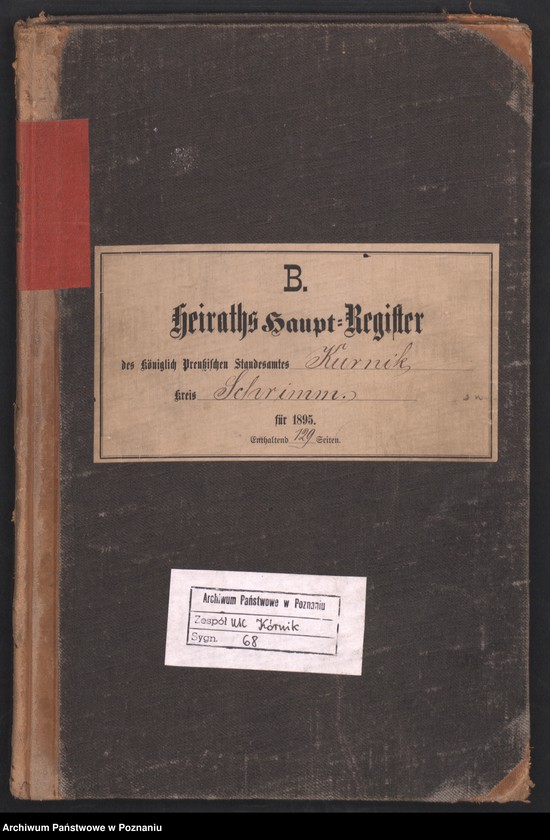 B.
Heiraths Haupt-Register
des Königlich Preußischen Standesamtes Kurnik
Kreis Schrimm.
für 1895.
Enthaltend 129 Seiten.
Archiwum Państwowe w Poznaniu
Zespół USC Kórnik
Sygn. 68
Archiwum Państwowe w Poznaniu